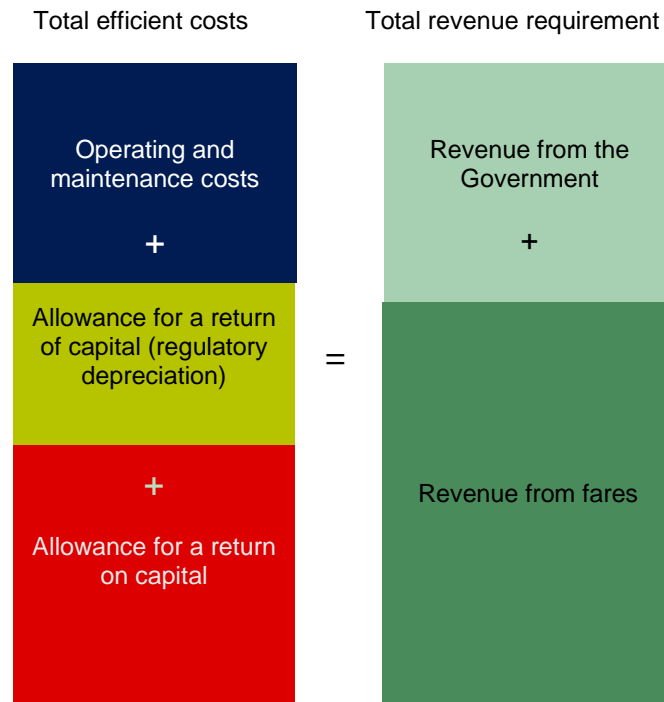 Total efficient costs
Total revenue requirement
Operating and
maintenance costs
+
Allowance for a return
of capital (regulatory
depreciation)
+
Allowance for a return
on capital
=
Revenue from the
Government
+
Revenue from fares